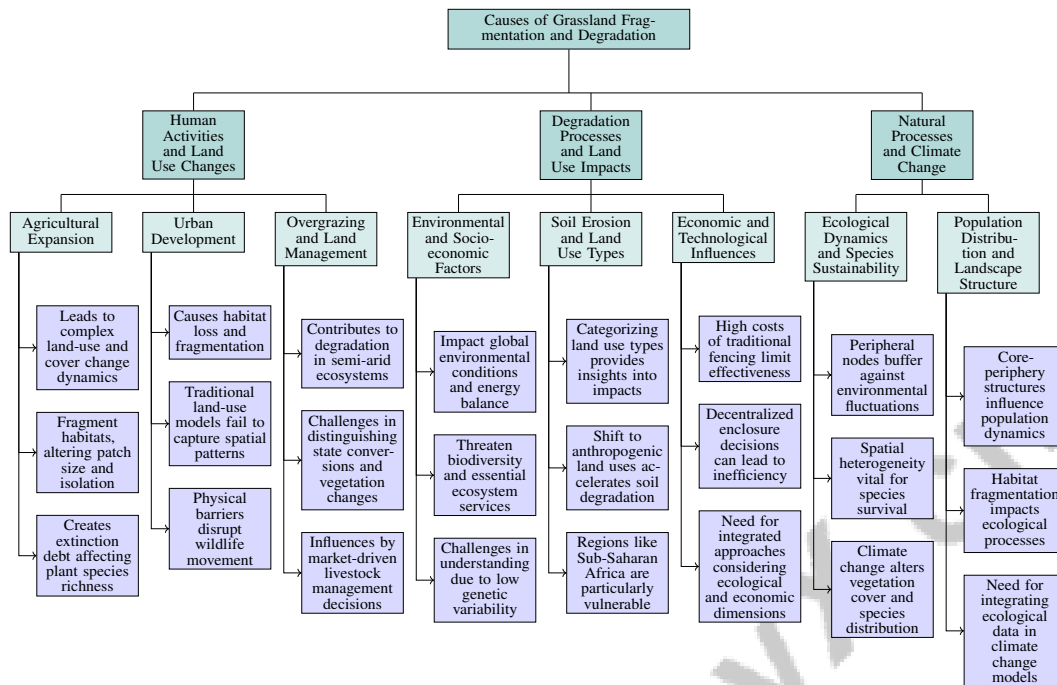 Causes of Grassland Frag-
mentation and Degradation
Human
Activities
and Land
Use Changes
Degradation
Processes
and Land
Use Impacts
Natural
Processes
and Climate
Change
Agricultural
Expansion
Urban
Development
Overgrazing
and Land
Management
Environmental
and Socio-
economic
Factors
Soil Erosion
and Land
Use Types
Economic and
Technological
Influences
Ecological
Dynamics
and Species
Sustainability
Population
Distribu-
tion and
Landscape
Structure
Leads to
complex
land-use and
cover change
dynamics
Fragment
habitats,
altering patch
size and
isolation
Creates
extinction
debt affecting
plant species
richness
Causes habitat
loss and
fragmentation
Traditional
land-use
models fail to
capture spatial
patterns
Physical
barriers
disrupt
wildlife
movement
Contributes to
degradation
in semi-arid
ecosystems
Challenges in
distinguishing
state conver-
sions and
vegetation
changes
Influences by
market-driven
livestock
management
decisions
Impact global
environmental
conditions
and energy
balance
Threaten
biodiversity
and essential
ecosystem
services
Challenges in
understanding
due to low
genetic
variability
Categorizing
land use types
provides
insights into
impacts
Shift to
anthropogenic
land uses ac-
celerates soil
degradation
Regions like
Sub-Saharan
Africa are
particularly
vulnerable
High costs
of traditional
fencing limit
effectiveness
Decentralized
enclosure
decisions
can lead to
inefficiency
Need for
integrated
approaches
considering
ecological
and economic
dimensions
Peripheral
nodes buffer
against
environmental
fluctuations
Spatial
heterogeneity
vital for
species
survival
Climate
change alters
vegetation
cover and
species
distribution
Core-
periphery
structures
influence
population
dynamics
Habitat
fragmentation
impacts
ecological
processes
Need for
integrating
ecological
data in
climate
change
models